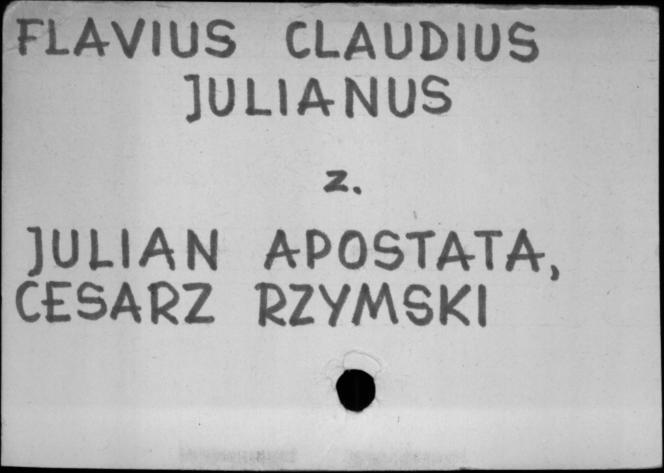 FLAVIUS CLAUDIUS
JULIANUS
z.
JULIAN APOSTATA,
CESARZ RZYMSKI